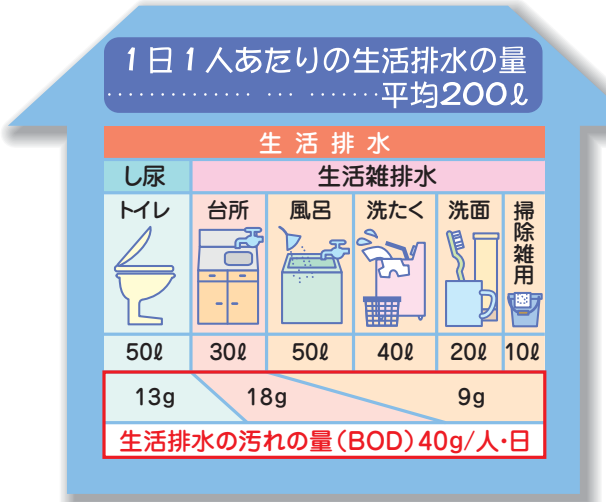 1日1人あたりの生活排水の量
…………… … ………平均200ℓ
生活排水
し尿 生活雑排水
トイレ 台所 風呂 洗たく 洗面 掃除雑用
50ℓ 30ℓ 50ℓ 40ℓ 20ℓ 10ℓ
13g 18g 9g
生活排水の汚れの量(BOD)40g/人・日